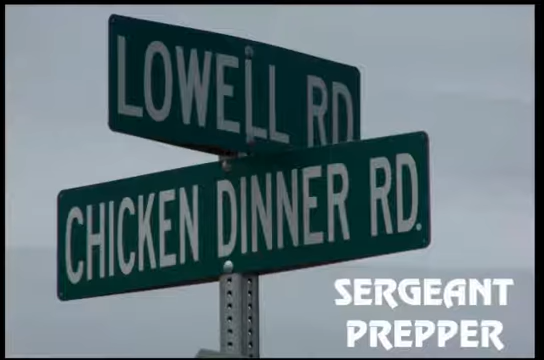 LOWELL RD
CHICKEN DINNER RD.
SERGEANT
PREPPER